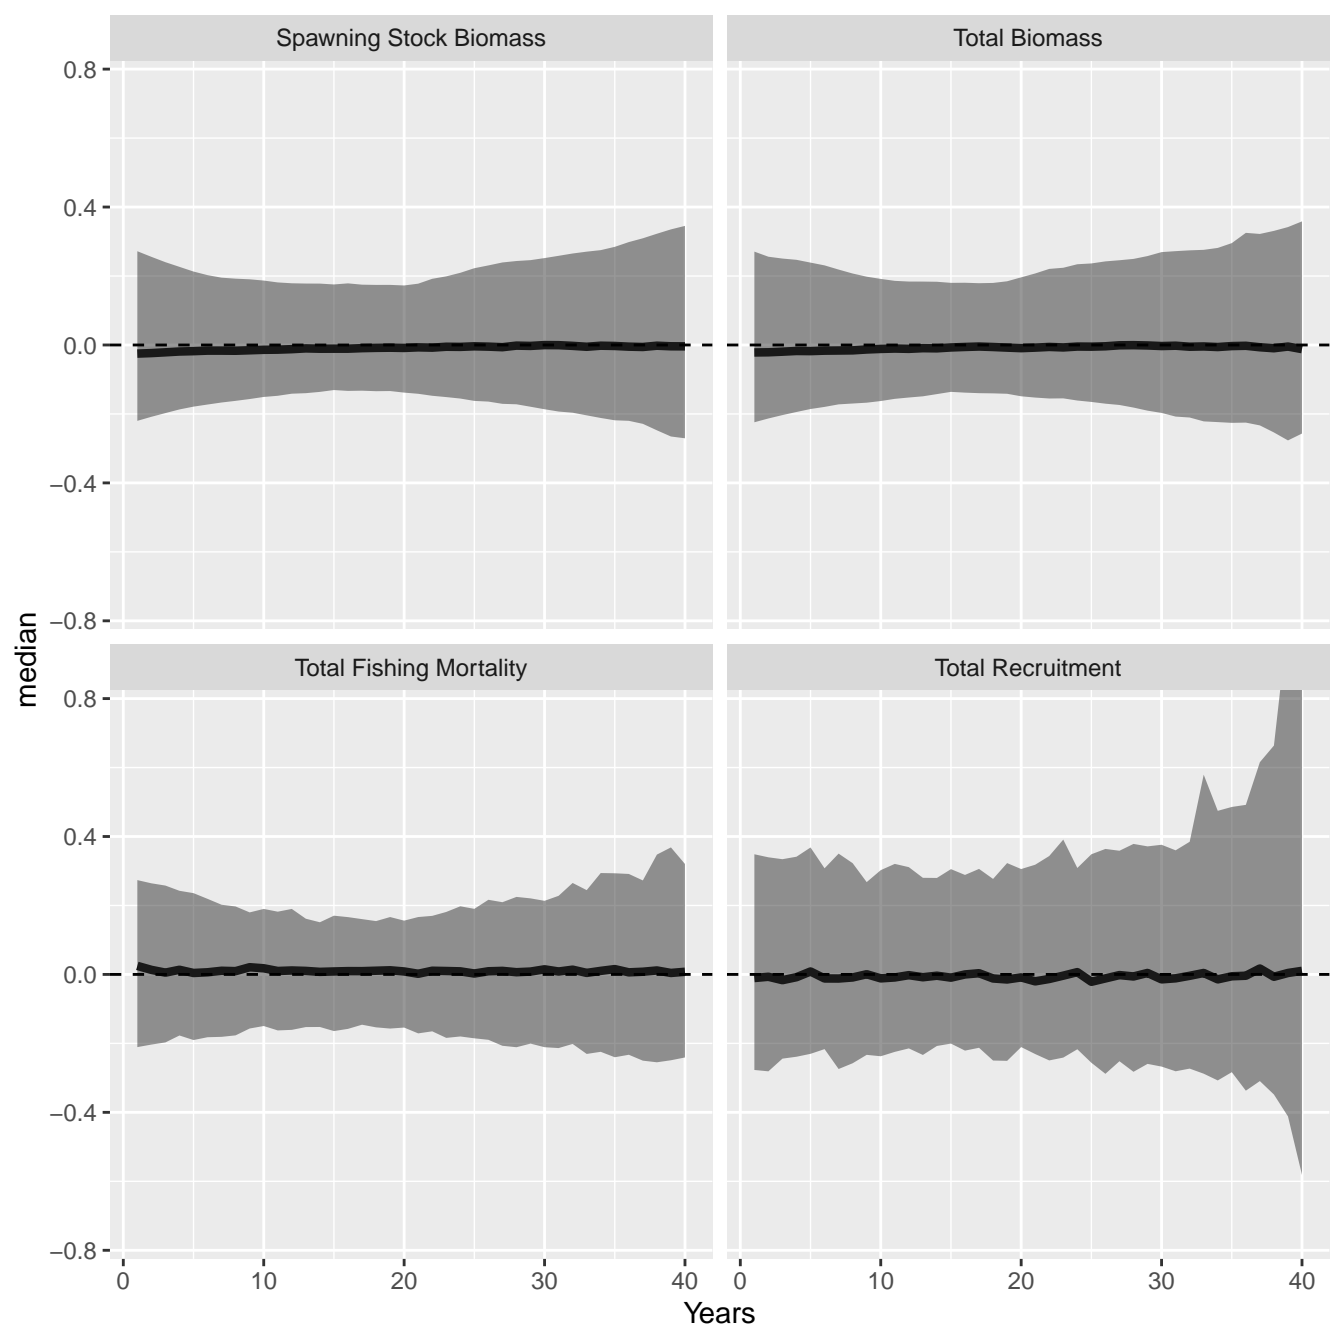 Spawning Stock Biomass
Total Biomass
0.8
0.4
0.0
−0.4
−0.8
median
Total Fishing Mortality
Total Recruitment
0.8
0.4
0.0
−0.4
−0.8
0 10 20 30 40
0 10 20 30 40
Years